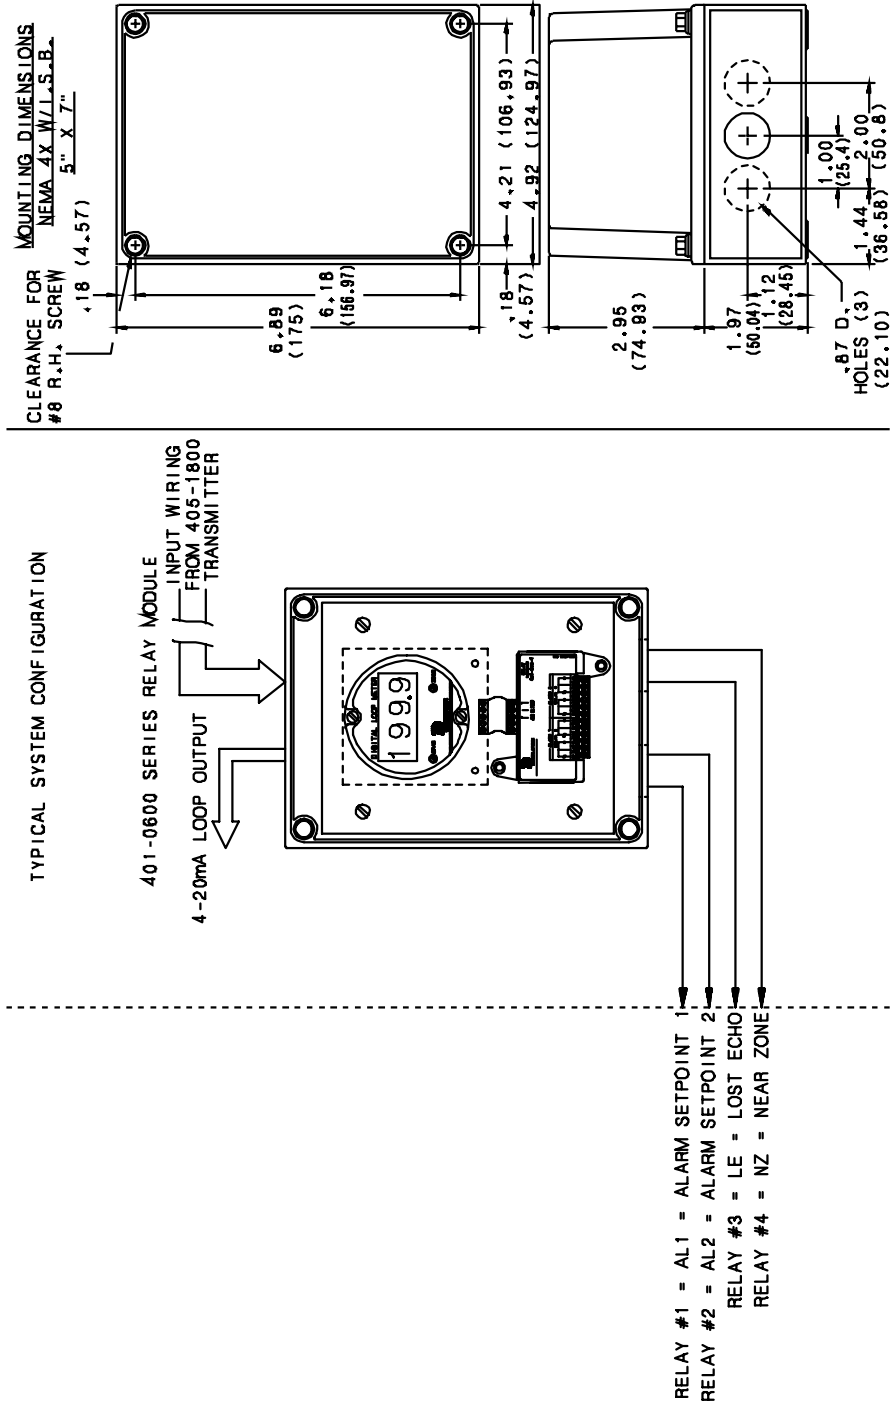 MOUNTING DIMENSIONS
NEMA 4X W/I.S.B.
5" X 7"
CLEARANCE FOR
#8 R.H. SCREW
.18 (4.57)
6.89
(175)
6.18
(156.97)
4.21 (106.93)
4.92 (124.97)
.18
(4.57)
2.95
(74.93)
1.97
(50.04)
1.12
(28.45)
1.00
(25.4)
2.00
(50.8)
1.44
(36.58)
.87 D.
HOLES (3)
(22.10)
TYPICAL SYSTEM CONFIGURATION
401-0600 SERIES RELAY MODULE
INPUT WIRING
FROM 405-1800
TRANSMITTER
4-20mA LOOP OUTPUT
DIGITAL LOOP METER
199.9
RELAY #1 = AL1 = ALARM SETPOINT 1
RELAY #2 = AL2 = ALARM SETPOINT 2
RELAY #3 = LE = LOST ECHO
RELAY #4 = NZ = NEAR ZONE